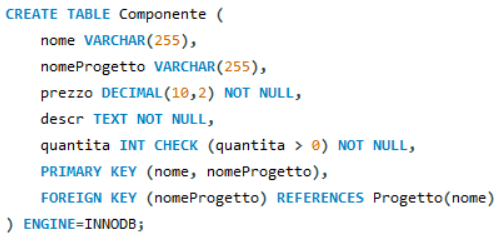 CREATE TABLE Componente (
    nome VARCHAR(255),
    nomeProgetto VARCHAR(255),
    prezzo DECIMAL(10,2) NOT NULL,
    descr TEXT NOT NULL,
    quantita INT CHECK (quantita > 0) NOT NULL,
    PRIMARY KEY (nome, nomeProgetto),
    FOREIGN KEY (nomeProgetto) REFERENCES Progetto(nome)
) ENGINE=INNODB;